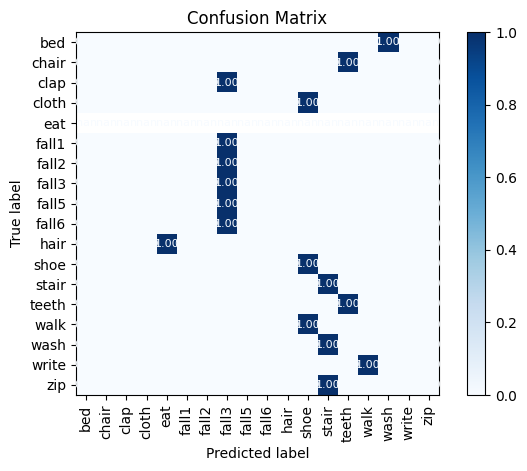 Confusion Matrix
bed 1.00
chair 1.00
clap 1.00
cloth 1.00
eat
fall1 1.00
fall2 1.00
fall3 1.00
fall5 1.00
fall6 1.00
hair 1.00
shoe 1.00
stair 1.00
teeth 1.00
walk 1.00
wash 1.00
write 1.00
zip 1.00
True label
bed chair clap cloth eat fall1 fall2 fall3 fall5 fall6 hair shoe stair teeth walk wash write zip
Predicted label
1.0
0.8
0.6
0.4
0.2
0.0